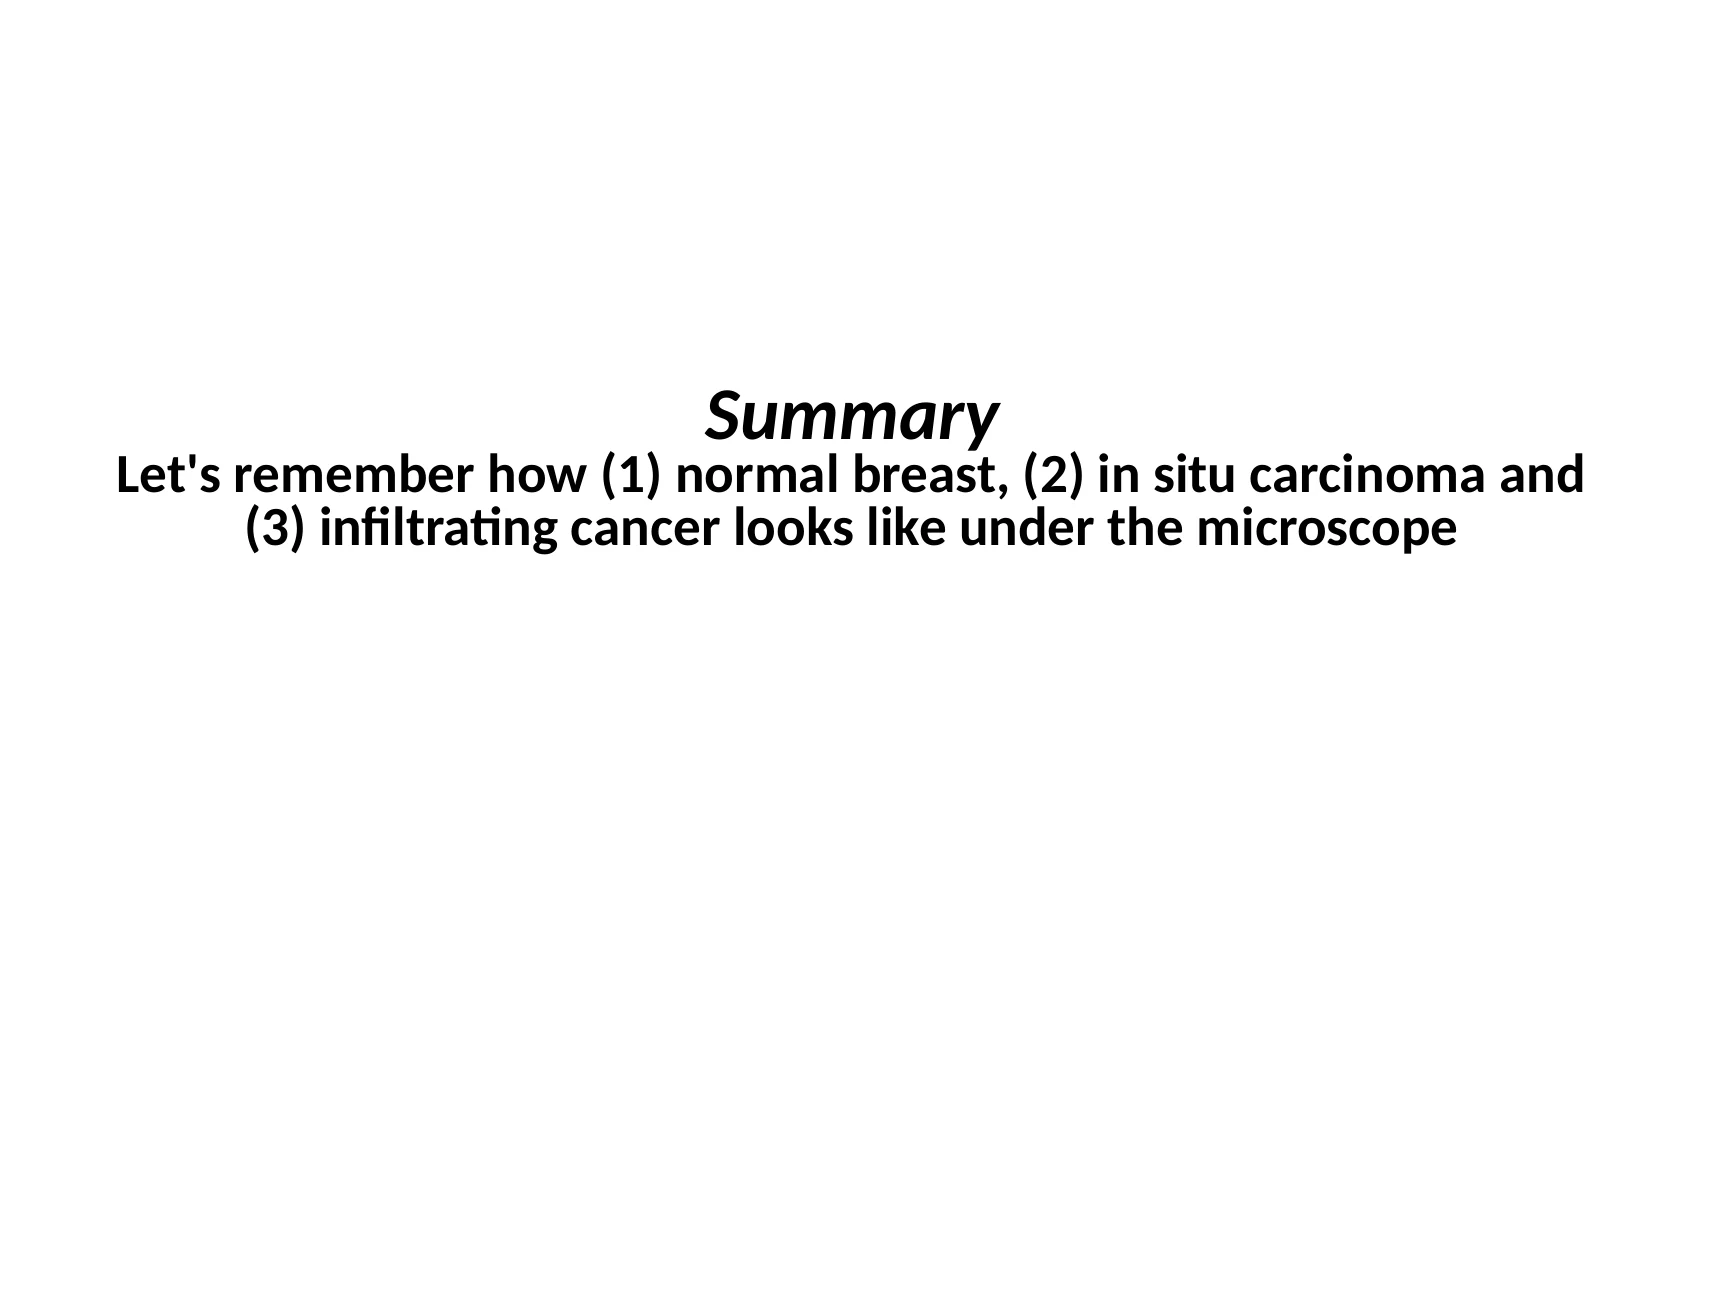 Summary
Let's remember how (1) normal breast, (2) in situ carcinoma and
(3) infiltrating cancer looks like under the microscope